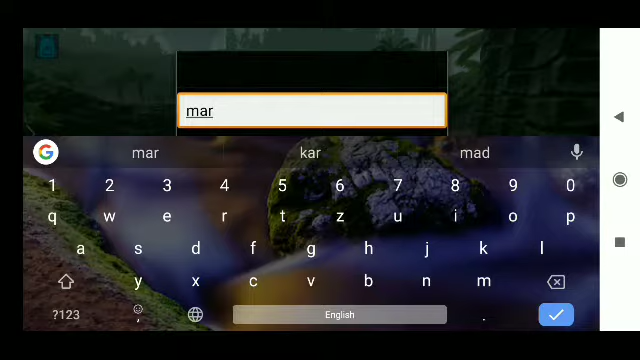 mar
G mar kar mad
1 2 3 4 5 6 7 8 9 0
q w e r t z u i o p
a s d f g h j k l
y x c v b n m
?123 , English .